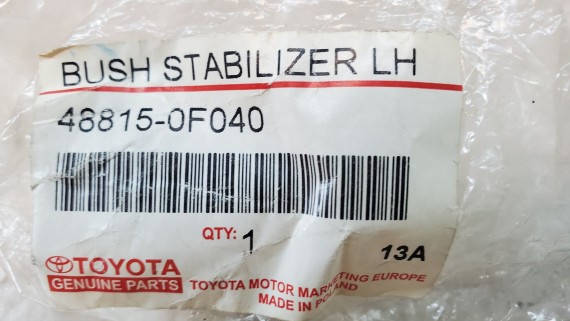 BUSH STABILIZER LH
48815-0F040
QTY: 1
13A
TOYOTA
GENUINE PARTS
TOYOTA MOTOR MARKETING EUROPE
MADE IN POLAND